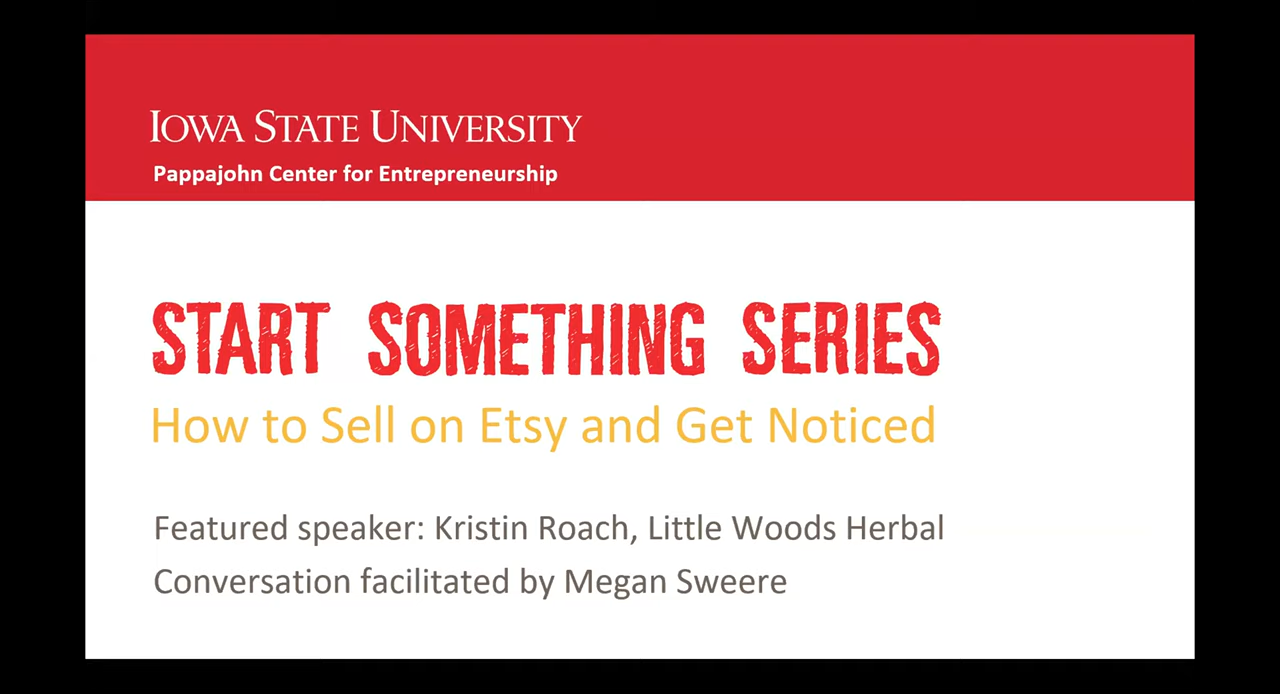 IOWA STATE UNIVERSITY
Pappajohn Center for Entrepreneurship
START SOMETHING SERIES
How to Sell on Etsy and Get Noticed
Featured speaker: Kristin Roach, Little Woods Herbal
Conversation facilitated by Megan Sweere